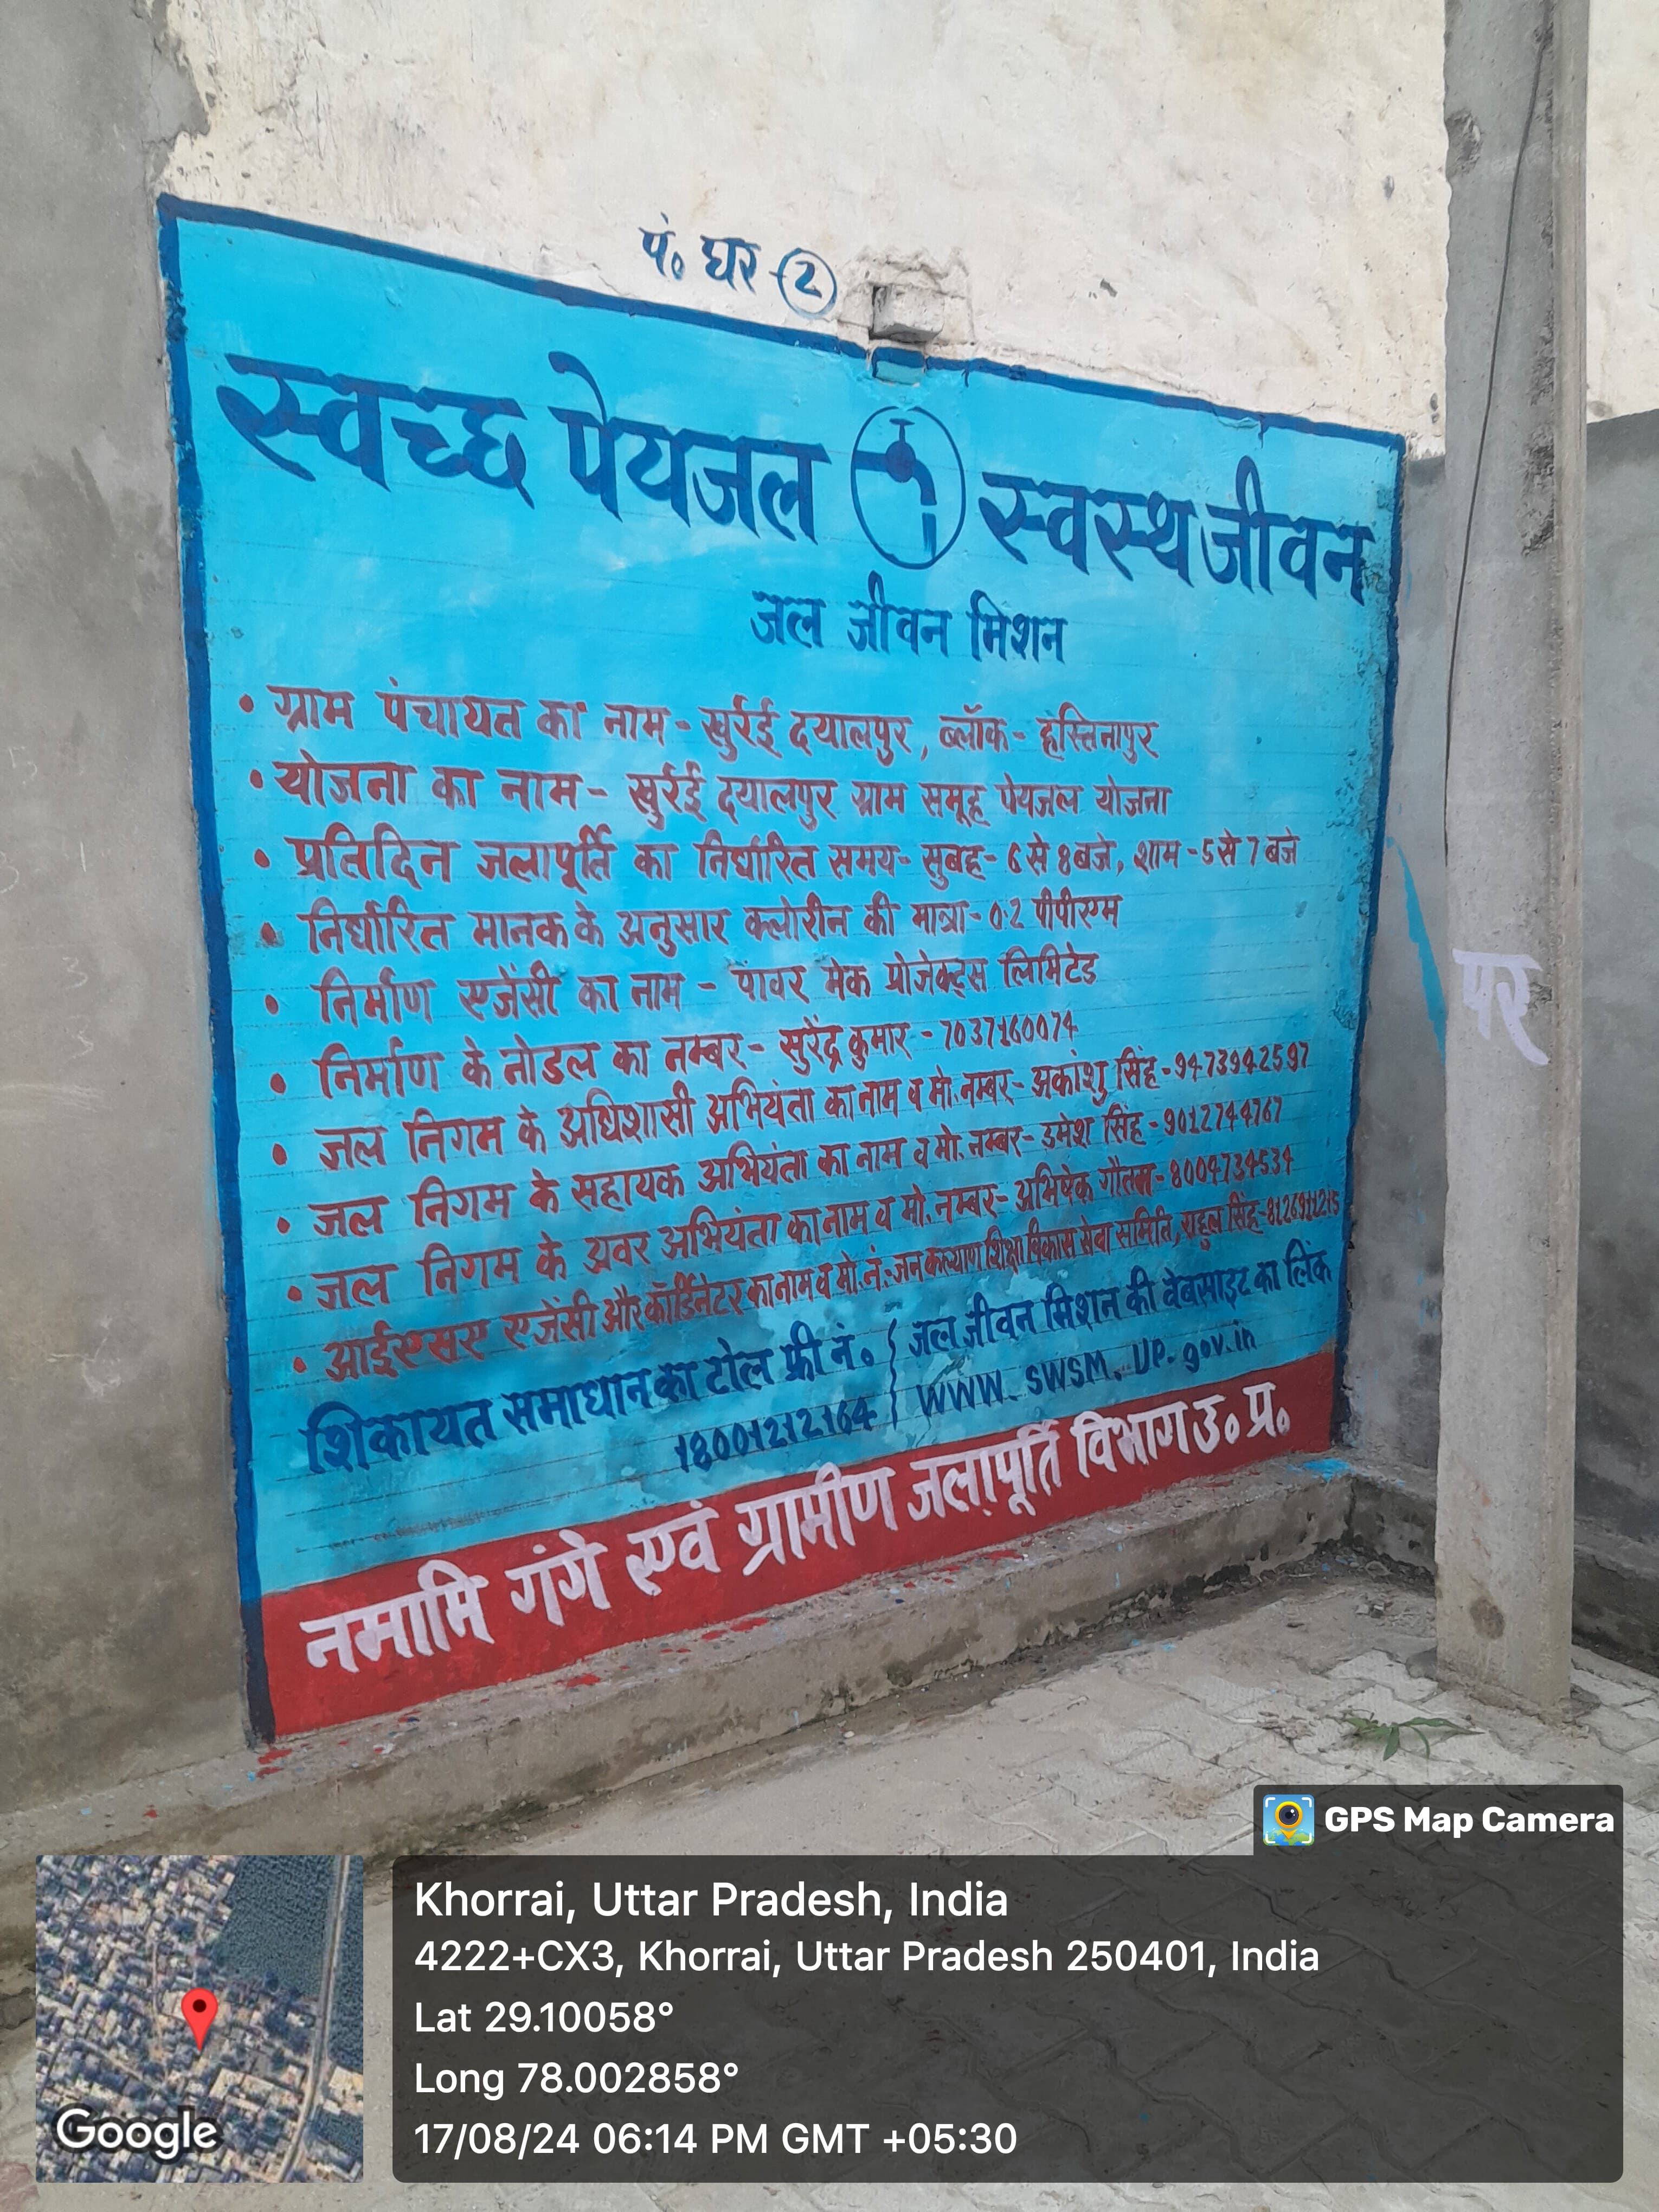 पं० घर-2
स्वच्छ पेयजल स्वस्थ जीवन
जल जीवन मिशन
• ग्राम पंचायत का नाम - खुर्रई दयालपुर, ब्लॉक - हस्तिनापुर
• योजना का नाम - खुर्रई दयालपुर ग्राम समूह पेयजल योजना
• प्रतिदिन जलापूर्ति का निर्धारित समय - सुबह - 6 से 8 बजे, शाम - 5 से 7 बजे
• निर्धारित मानक के अनुसार क्लोरीन की मात्रा - 0.2 पीपीएम
• निर्माण एजेंसी का नाम - पावर मेक प्रोजेक्ट्स लिमिटेड
• निर्माण के नोडल का नम्बर - सुरेंद्र कुमार - 7037160074
• जल निगम के अधिशासी अभियंता का नाम व मो. नम्बर - अकांशु सिंह - 9473942597
• जल निगम के सहायक अभियंता का नाम व मो. नम्बर - उमेश सिंह - 9012744767
• जल निगम के अवर अभियंता का नाम व मो. नम्बर - अभिषेक गौतम - 8004734534
• आईएसए एजेंसी और कॉर्डिनेटर का नाम व मो. नं. - जन कल्याण शिक्षा विकास सेवा समिति, राहुल सिंह - 8126911215
शिकायत समाधान का टोल फ्री नं० जल जीवन मिशन की वेबसाइट का लिंक
18001212164 WWW.SWSM.UP.gov.in
नमामि गंगे एवं ग्रामीण जलापूर्ति विभाग उ० प्र०
पर
GPS Map Camera
Khorrai, Uttar Pradesh, India
4222+CX3, Khorrai, Uttar Pradesh 250401, India
Lat 29.10058°
Long 78.002858°
17/08/24 06:14 PM GMT +05:30
Google